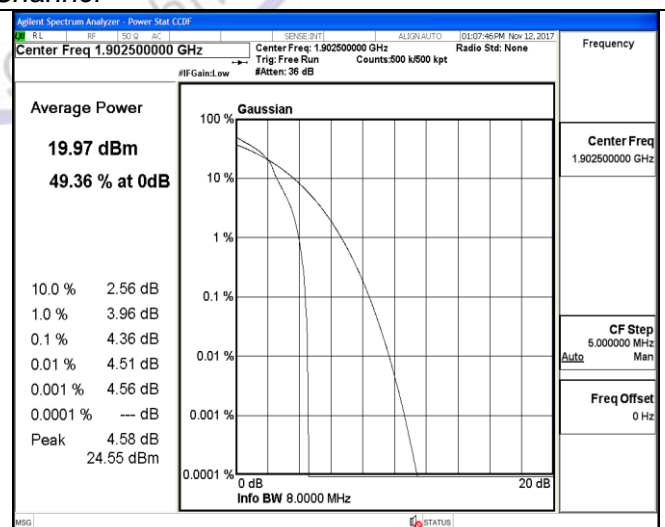 Channel
Agilent Spectrum Analyzer - Power Stat CCDF
RL RF 50 Ω AC SENSE:INT ALIGN AUTO 01:07:46PM Nov 12, 2017
Center Freq 1.902500000 GHz
Center Freq: 1.902500000 GHz Radio Std: None
Trig: Free Run Counts:500 k/500 kpt
#IFGain:Low #Atten: 36 dB
Frequency
Average Power
19.97 dBm
49.36 % at 0dB
10.0 % 2.56 dB
1.0 % 3.96 dB
0.1 % 4.36 dB
0.01 % 4.51 dB
0.001 % 4.56 dB
0.0001 % --- dB
Peak 4.58 dB
24.55 dBm
Gaussian
100 %
10 %
1 %
0.1 %
0.01 %
0.001 %
0.0001 %
0 dB 20 dB
Info BW 8.0000 MHz
Center Freq
1.902500000 GHz
CF Step
5.000000 MHz
Auto Man
Freq Offset
0 Hz
MSG STATUS